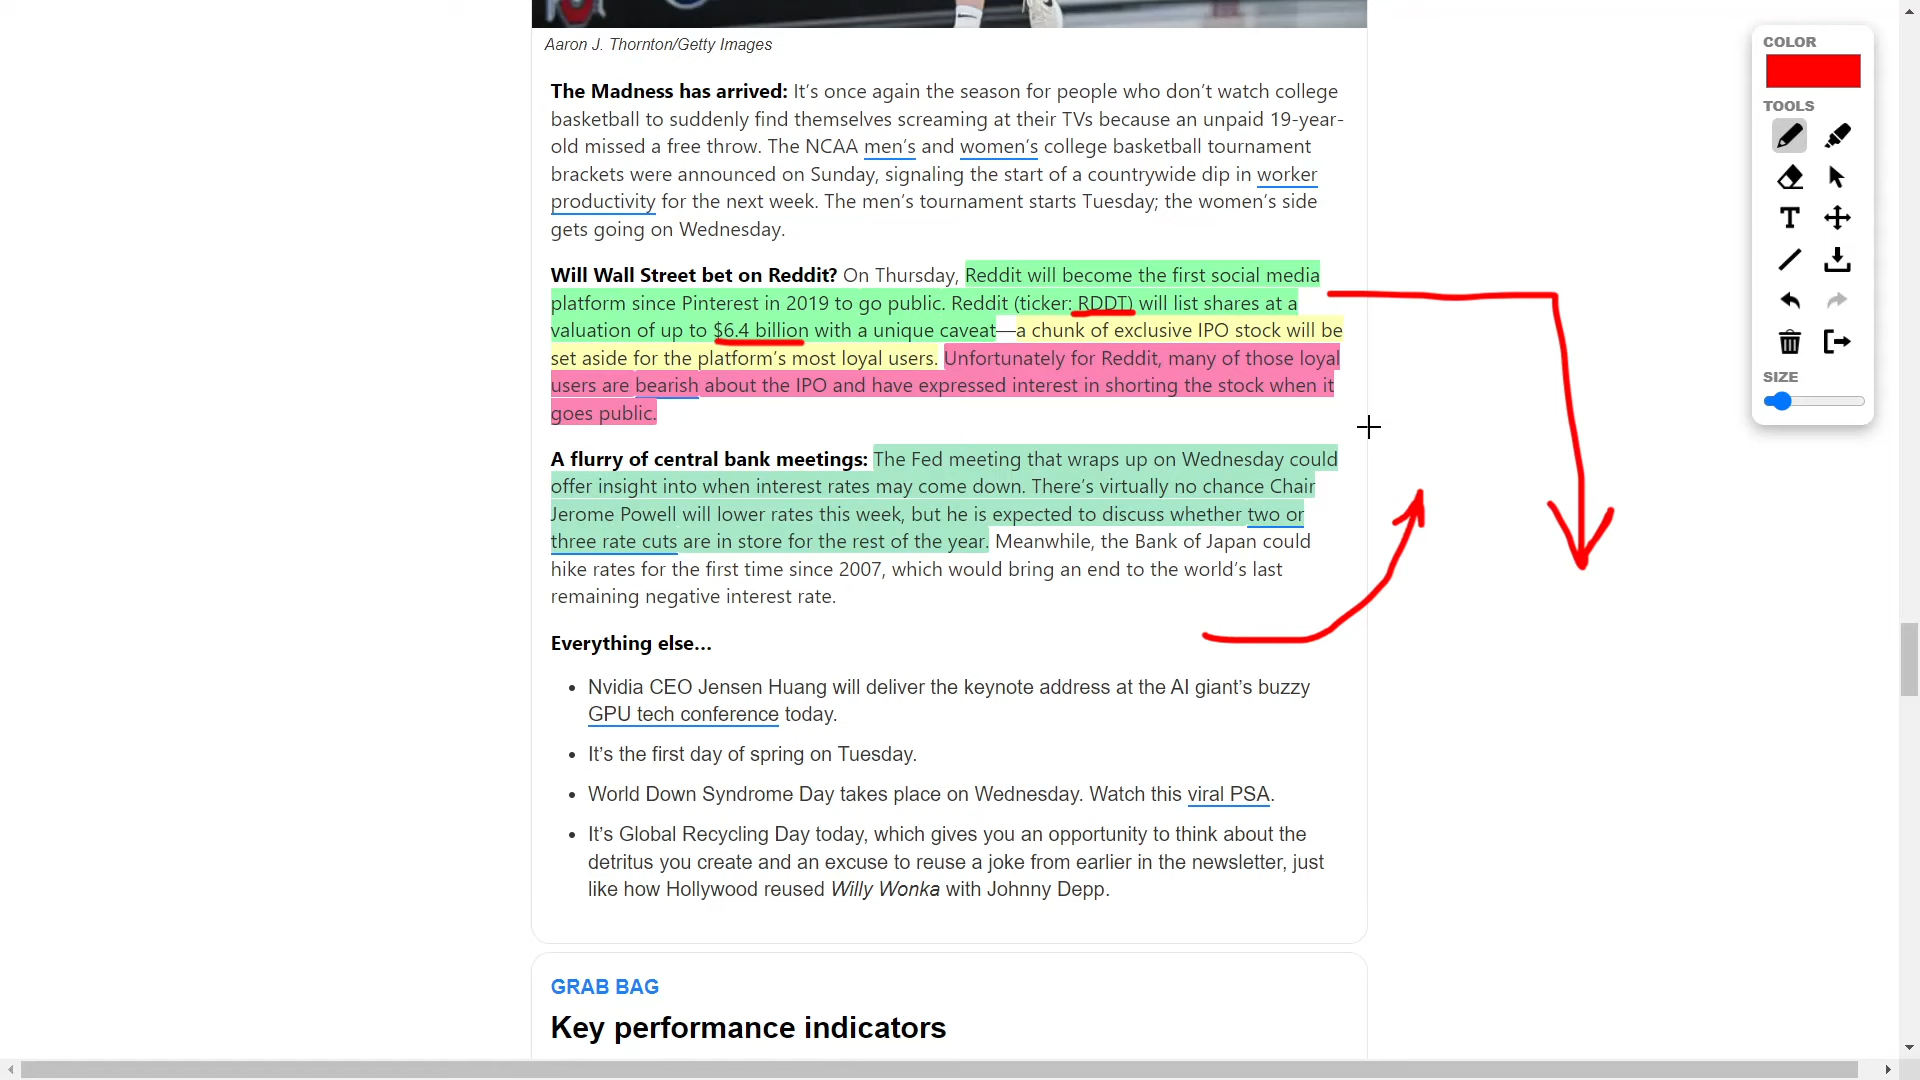 Aaron J. Thornton/Getty Images
The Madness has arrived: It’s once again the season for people who don’t watch college
basketball to suddenly find themselves screaming at their TVs because an unpaid 19-year-
old missed a free throw. The NCAA men’s and women’s college basketball tournament
brackets were announced on Sunday, signaling the start of a countrywide dip in worker
productivity for the next week. The men’s tournament starts Tuesday; the women’s side
gets going on Wednesday.
Will Wall Street bet on Reddit? On Thursday, Reddit will become the first social media
platform since Pinterest in 2019 to go public. Reddit (ticker: RDDT) will list shares at a
valuation of up to $6.4 billion with a unique caveat—a chunk of exclusive IPO stock will be
set aside for the platform’s most loyal users. Unfortunately for Reddit, many of those loyal
users are bearish about the IPO and have expressed interest in shorting the stock when it
goes public.
A flurry of central bank meetings: The Fed meeting that wraps up on Wednesday could
offer insight into when interest rates may come down. There’s virtually no chance Chair
Jerome Powell will lower rates this week, but he is expected to discuss whether two or
three rate cuts are in store for the rest of the year. Meanwhile, the Bank of Japan could
hike rates for the first time since 2007, which would bring an end to the world’s last
remaining negative interest rate.
Everything else…
• Nvidia CEO Jensen Huang will deliver the keynote address at the AI giant’s buzzy
GPU tech conference today.
• It’s the first day of spring on Tuesday.
• World Down Syndrome Day takes place on Wednesday. Watch this viral PSA.
• It’s Global Recycling Day today, which gives you an opportunity to think about the
detritus you create and an excuse to reuse a joke from earlier in the newsletter, just
like how Hollywood reused Willy Wonka with Johnny Depp.
GRAB BAG
Key performance indicators
COLOR
TOOLS
T
SIZE